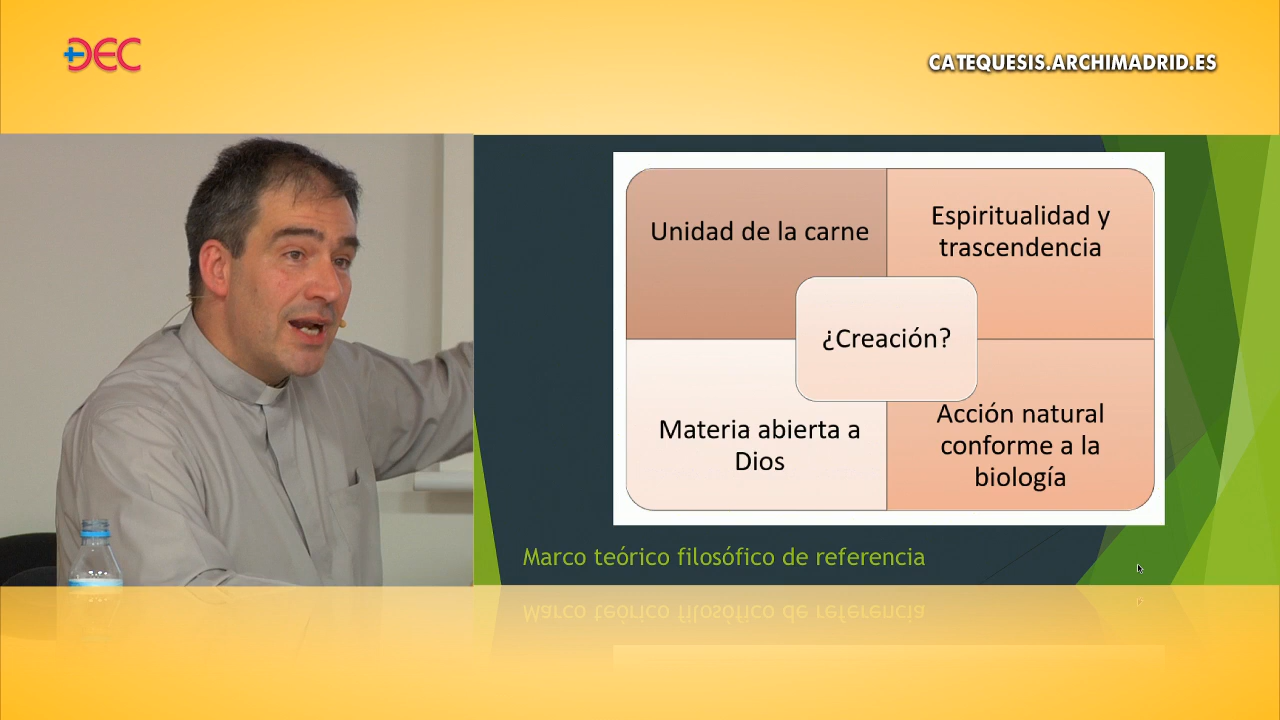 DEC
CATEQUESIS.ARCHIMADRID.ES
Unidad de la carne
Espiritualidad y
trascendencia
¿Creación?
Materia abierta a
Dios
Acción natural
conforme a la
biología
Marco teórico filosófico de referencia